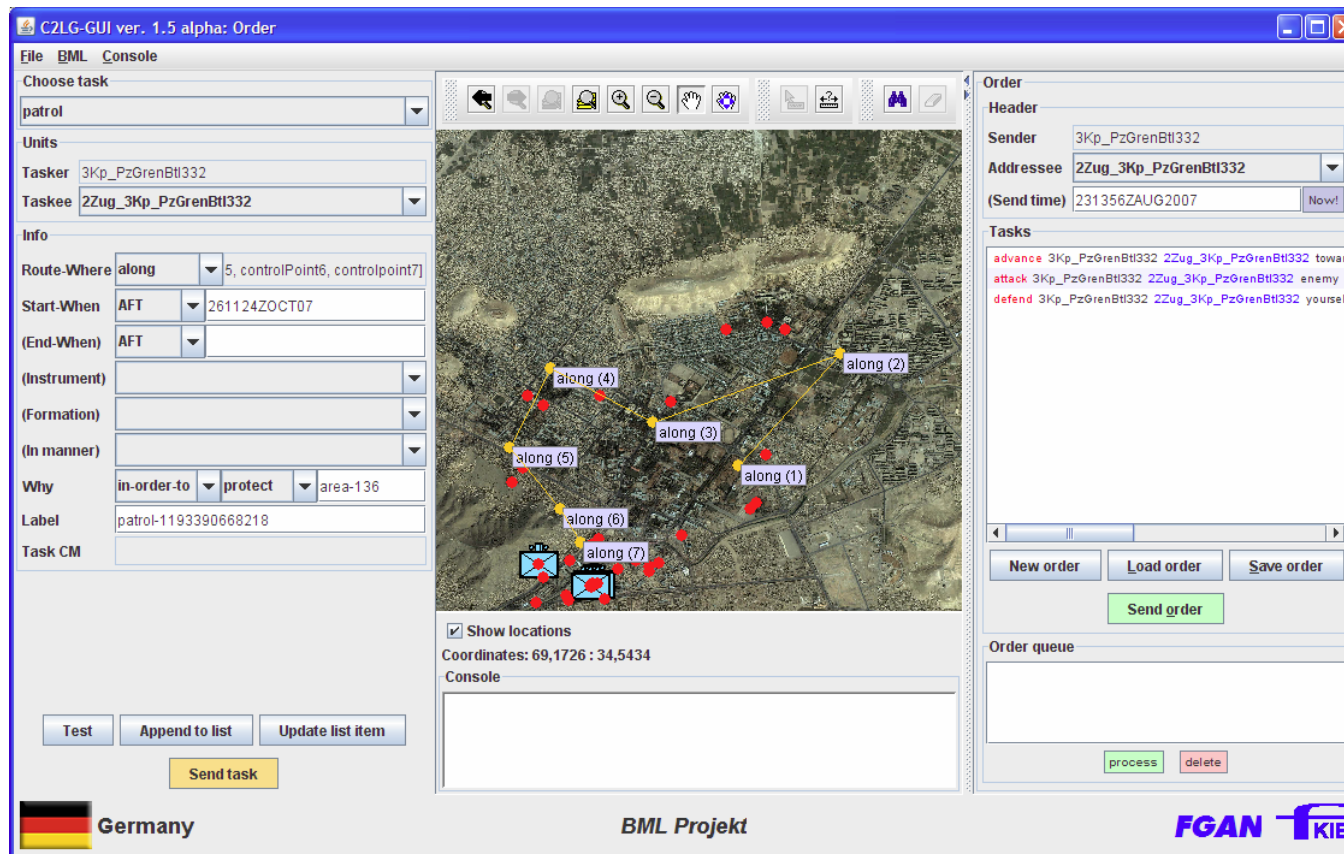 C2LG-GUI ver. 1.5 alpha: Order
File BML Console
Choose task
patrol
Units
Tasker 3Kp_PzGrenBtl332
Taskee 2Zug_3Kp_PzGrenBtl332
Info
Route-Where along 5, controlPoint6, controlpoint7]
Start-When AFT 261124ZOCT07
(End-When) AFT
(Instrument)
(Formation)
(In manner)
Why in-order-to protect area-136
Label patrol-1193390668218
Task CM
Test Append to list Update list item
Send task
along (2)
along (4)
along (3)
along (5)
along (1)
along (6)
along (7)
Show locations
Coordinates: 69,1726 : 34,5434
Console
Order
Header
Sender 3Kp_PzGrenBtl332
Addressee 2Zug_3Kp_PzGrenBtl332
(Send time) 231356ZAUG2007 Now!
Tasks
advance 3Kp_PzGrenBtl332 2Zug_3Kp_PzGrenBtl332 towar
attack 3Kp_PzGrenBtl332 2Zug_3Kp_PzGrenBtl332 enemy
defend 3Kp_PzGrenBtl332 2Zug_3Kp_PzGrenBtl332 yoursel
New order Load order Save order
Send order
Order queue
process delete
Germany
BML Projekt
FGAN KIE